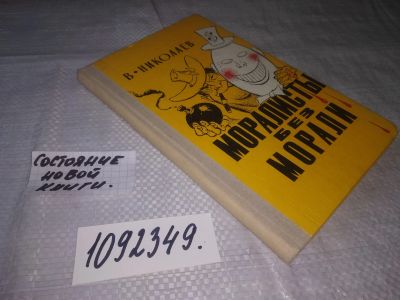 В. НИКОЛАЕВ
МОРАЛИСТЫ
БЕЗ
МОРАЛИ
СОСТОЯНИЕ
НОВОЙ
КНИГИ.
1092349.